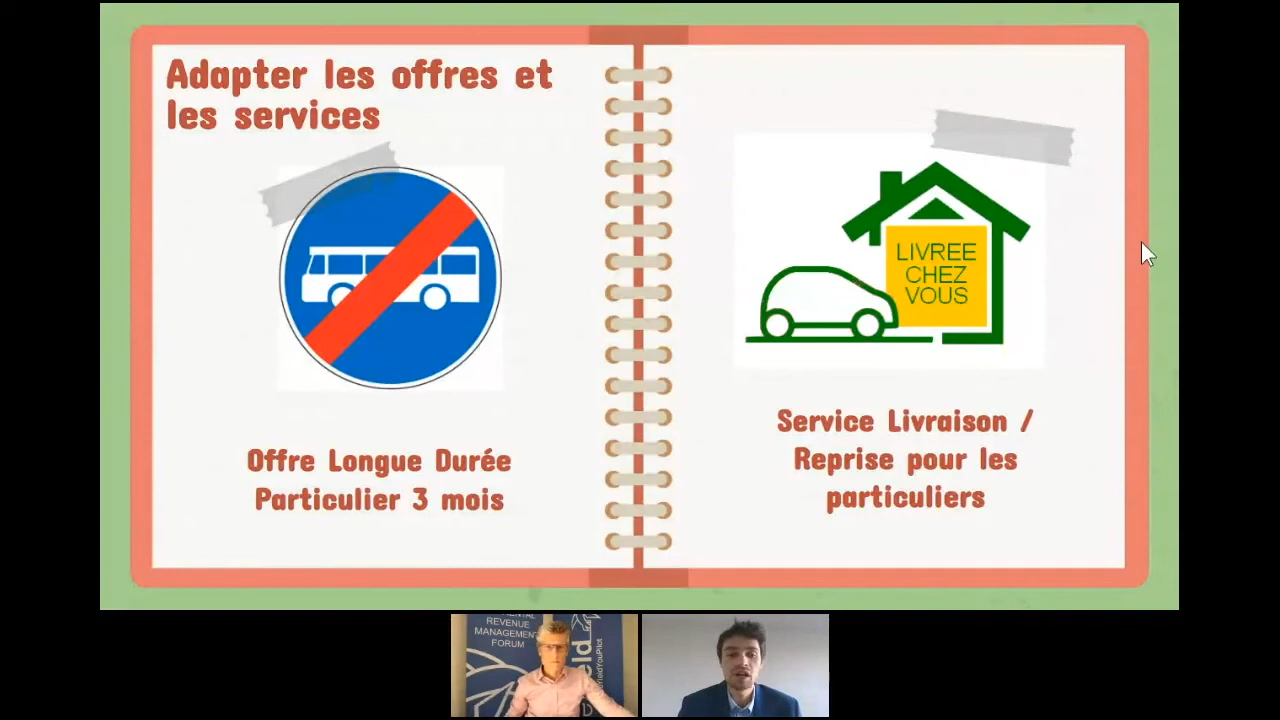 Adapter les offres et
les services
LIVREE
CHEZ
VOUS
Offre Longue Durée
Particulier 3 mois
Service Livraison /
Reprise pour les
particuliers
REVENUE
MANAGEMENT
FORUM